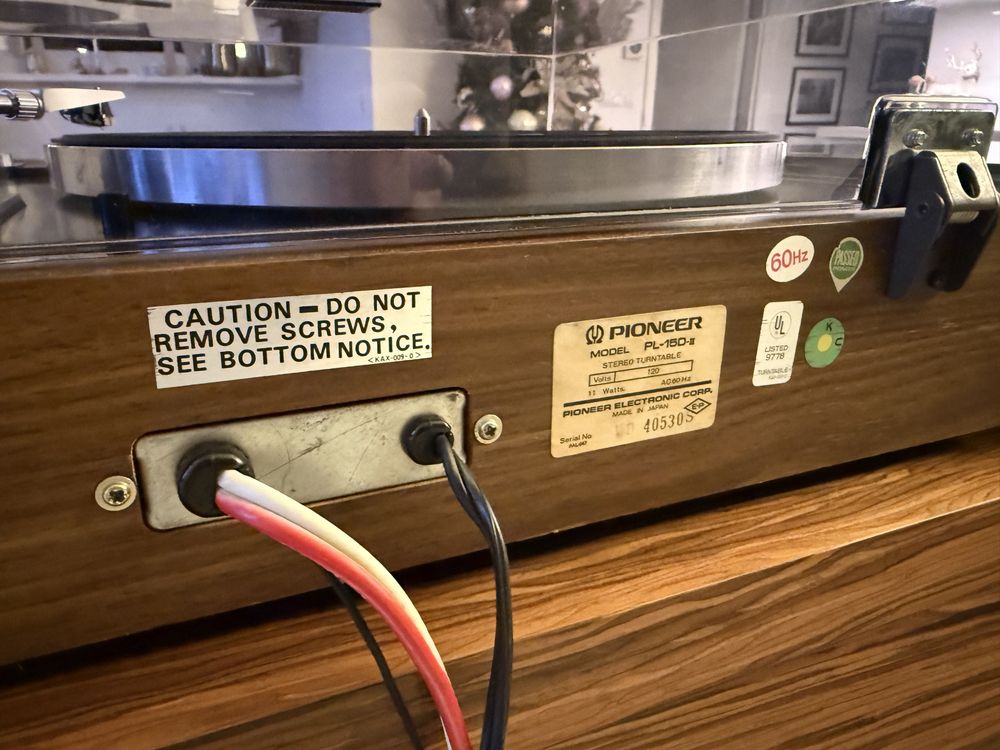 CAUTION — DO NOT
REMOVE SCREWS,
SEE BOTTOM NOTICE.
<KAX-009-0>
PIONEER
MODEL PL-15D-II
STEREO TURNTABLE
Volts 120
11 Watts. AC 60 Hz
PIONEER ELECTRONIC CORP.
MADE IN JAPAN
E-P
Serial No. 40530S
60Hz
PASSED
UL
LISTED
9778
TURNTABLE
K